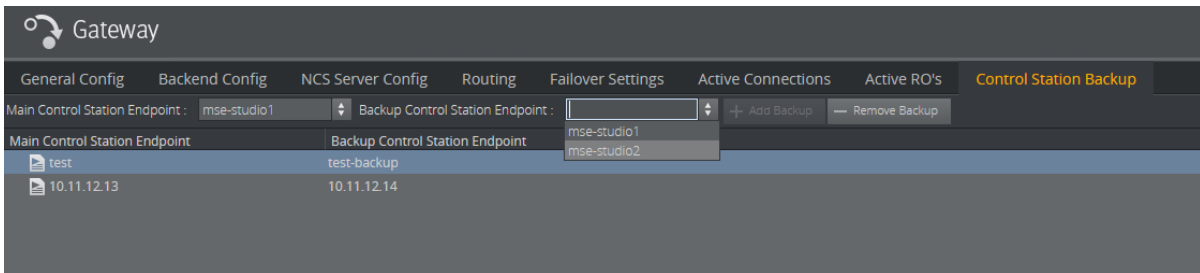 Gateway
General Config Backend Config NCS Server Config Routing Failover Settings Active Connections Active RO's Control Station Backup
Main Control Station Endpoint : mse-studio1 Backup Control Station Endpoint : + Add Backup — Remove Backup
mse-studio1
mse-studio2
Main Control Station Endpoint Backup Control Station Endpoint
test test-backup
10.11.12.13 10.11.12.14